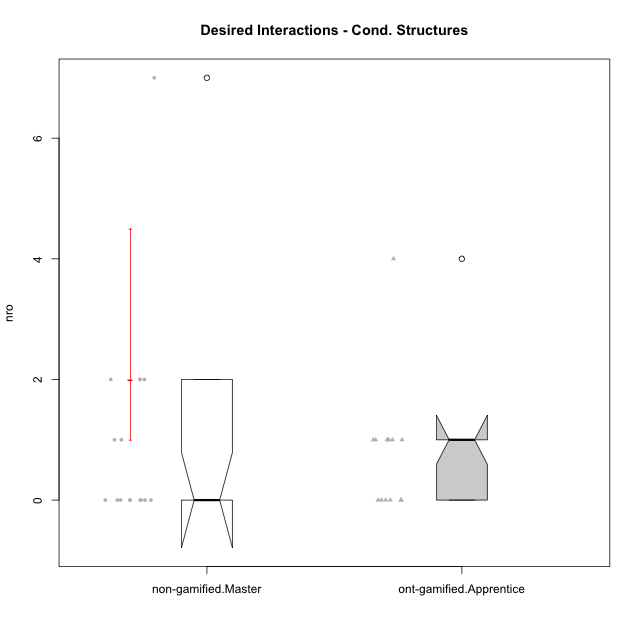 Desired Interactions - Cond. Structures
6
4
2
0
nro
non-gamified.Master
ont-gamified.Apprentice